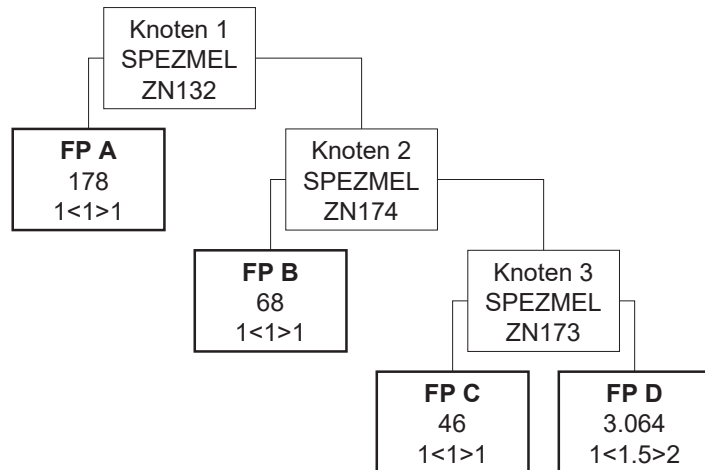 Knoten 1
SPEZMEL
ZN132
FP A
178
1<1>1
Knoten 2
SPEZMEL
ZN174
FP B
68
1<1>1
Knoten 3
SPEZMEL
ZN173
FP C
46
1<1>1
FP D
3.064
1<1.5>2